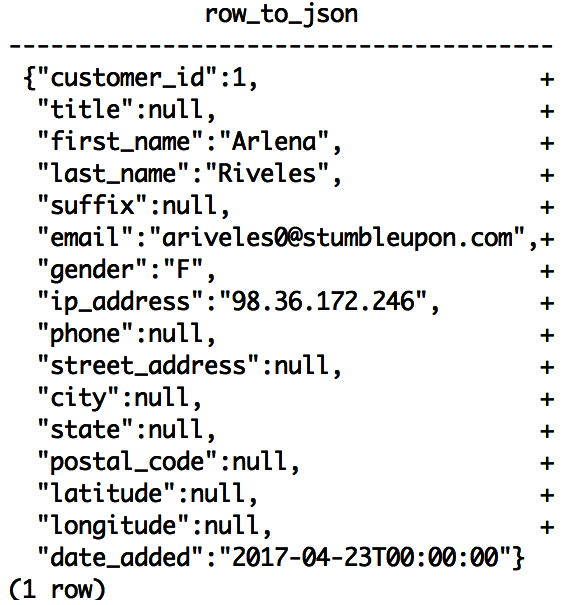 row_to_json
---------------------------------------
{"customer_id":1, +
"title":null, +
"first_name":"Arlena", +
"last_name":"Riveles", +
"suffix":null, +
"email":"ariveles0@stumbleupon.com",+
"gender":"F", +
"ip_address":"98.36.172.246", +
"phone":null, +
"street_address":null, +
"city":null, +
"state":null, +
"postal_code":null, +
"latitude":null, +
"longitude":null, +
"date_added":"2017-04-23T00:00:00"}
(1 row)